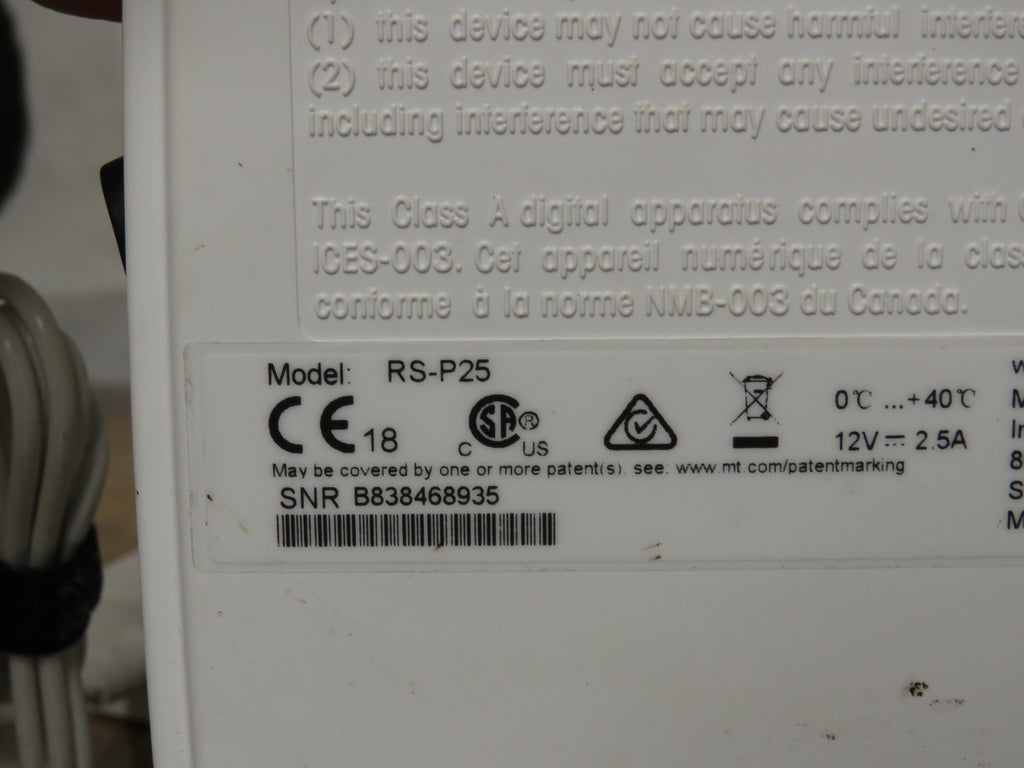 (1) this device may not cause harmful
(2) this device must accept any interference
including interference that may cause undesired
This Class A digital apparatus complies with
ICES-003. Cet appareil numérique de la
conforme à la norme NMB-003 du Canada.
Model: RS-P25
CE 18
C SA ® US
0℃ ...+40℃
12V⎓ 2.5A
May be covered by one or more patent(s). see: www.mt.com/patentmarking
SNR B838468935